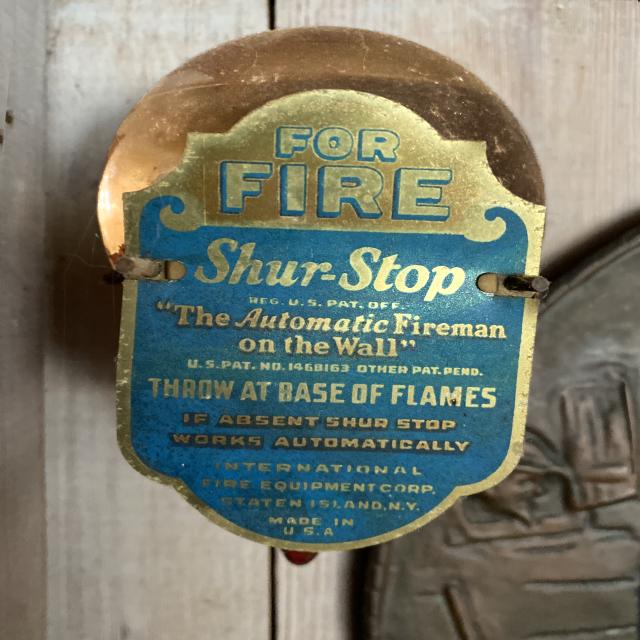 FOR
FIRE
Shur-Stop
REG. U.S. PAT. OFF.
"The Automatic Fireman
on the Wall"
U.S. PAT. NO. 1468163 OTHER PAT. PEND.
THROW AT BASE OF FLAMES
IF ABSENT SHUR STOP
WORKS AUTOMATICALLY
INTERNATIONAL
FIRE EQUIPMENT CORP.
STATEN ISLAND, N.Y.
MADE IN
U.S.A